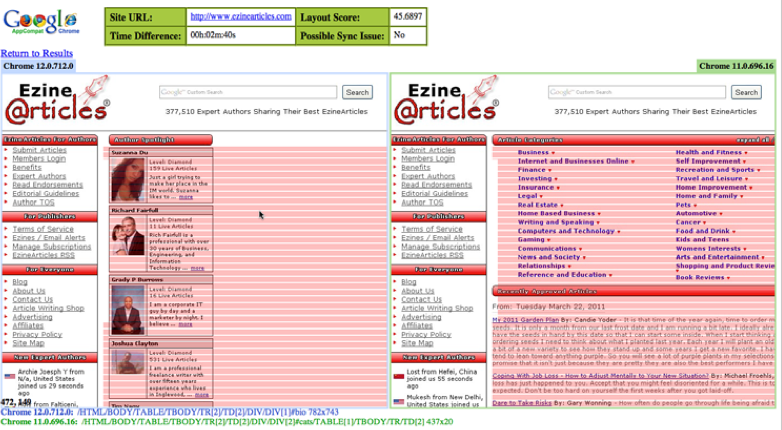 Google
AppCompat Chrome
Site URL: http://www.ezinearticles.com Layout Score: 45.6897
Time Difference: 00h:02m:40s Possible Sync Issue: No
Return to Results
Chrome 12.0.712.0
Chrome 11.0.696.16
Ezine @rticles®
Google™ Custom Search
Search
377,510 Expert Authors Sharing Their Best EzineArticles
EzineArticles For Authors
Submit Articles
Members Login
Benefits
Expert Authors
Read Endorsements
Editorial Guidelines
Author TOS
For Publishers
Terms of Service
Ezines / Email Alerts
Manage Subscriptions
EzineArticles RSS
For Everyone
Blog
About Us
Contact Us
Article Writing Shop
Advertising
Affiliates
Privacy Policy
Site Map
New Expert Authors
Archie Joesph Y from
N/a, United States
joined us 29 seconds
Author Spotlight
Suzanna Du
Level: Diamond
159 Live Articles
Just a girl trying to
make her place in the
IM world. Suzanna
likes to ... more
Richard Fairfull
Level: Diamond
11 Live Articles
Rich Fairfull is a
professional with over
30 years of Business,
Engineering, and
Information
Technology ... more
Grady P Burrows
Level: Diamond
16 Live Articles
I am a corporate IT
guy by day and a
marketer by night. I
believe ... more
Joshua Clayton
Level: Diamond
531 Live Articles
I am a professional
freelance writer with
over fifteen years
experience who lives
in Inglewood, ... more
Ezine @rticles®
Google™ Custom Search
Search
377,510 Expert Authors Sharing Their Best EzineArticles
EzineArticles For Authors
Submit Articles
Members Login
Benefits
Expert Authors
Read Endorsements
Editorial Guidelines
Author TOS
For Publishers
Terms of Service
Ezines / Email Alerts
Manage Subscriptions
EzineArticles RSS
For Everyone
Blog
About Us
Contact Us
Article Writing Shop
Advertising
Affiliates
Privacy Policy
Site Map
New Expert Authors
Lost from Hefei, China
joined us 55 seconds
ago
Mukesh from New Delhi,
United States joined us
Article Categories
expand all
Business
Internet and Businesses Online
Finance
Investing
Insurance
Legal
Real Estate
Home Based Business
Writing and Speaking
Computers and Technology
Gaming
Communications
News and Society
Relationships
Reference and Education
Health and Fitness
Self Improvement
Recreation and Sports
Travel and Leisure
Home Improvement
Home and Family
Pets
Automotive
Cancer
Food and Drink
Kids and Teens
Womens Interests
Arts and Entertainment
Shopping and Product Revie
Book Reviews
Recently Approved Articles
From: Tuesday March 22, 2011
My 2011 Garden Plan By: Candie Yoder - It is that time of the year again, time to order m
seeds. It is only a month from our last frost date and I am running a bit late. I ideally alre
have the seeds in hand by this date so that I can start some. When I start thinking
ordering seeds I need to think about what I planted last year. Each year I will plant an old
a bit of a new variety to see how they stand up and some years I get a new favorite. I ha
tend to lean toward anything purple. So you will see a lot of purple plants in my selections
promise that it isn't just because they are pretty they are also the best performers I have
Coping With Job Loss - How to Adjust Mentally to Your New Situation? By: Michael Froehls,
loss has just happened to you. Accept that you might feel disoriented for a while. This is to
expected. Don't be hard on yourself the first weeks after you got laid-off.
Dare to Take Risks By: Gary Wonning - How often do people go through life being afraid
472, 140
Chrome 12.0.712.0: /HTML/BODY/TABLE/TBODY/TR[2]/TD[2]/DIV/DIV[1]#bio 782x743
Chrome 11.0.696.16: /HTML/BODY/TABLE/TBODY/TR[2]/TD[2]/DIV/DIV[2]#cats/TABLE[1]/TBODY/TR/TD[2] 437x20